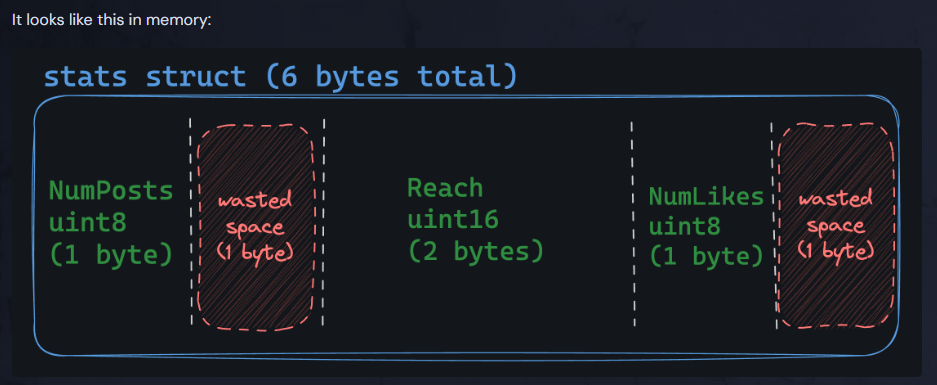 It looks like this in memory:
stats struct (6 bytes total)
NumPosts
uint8
(1 byte)
wasted
space
(1 byte)
Reach
uint16
(2 bytes)
NumLikes
uint8
(1 byte)
wasted
space
(1 byte)